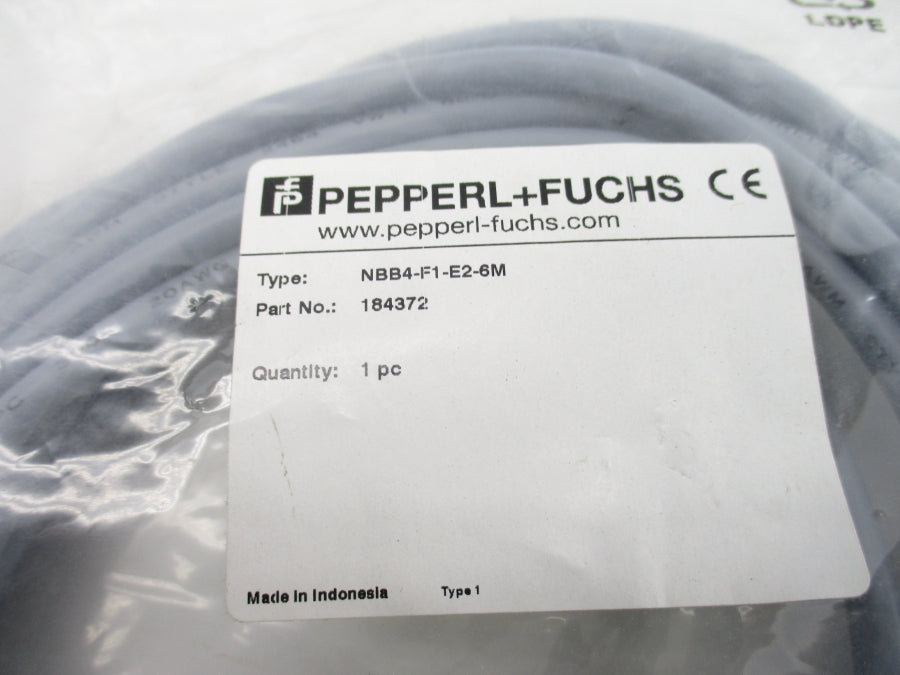 LDPE
PEPPERL+FUCHS CE
www.pepperl-fuchs.com
Type: NBB4-F1-E2-6M
Part No.: 184372
Quantity: 1 pc
Made in Indonesia Type 1
20AWG